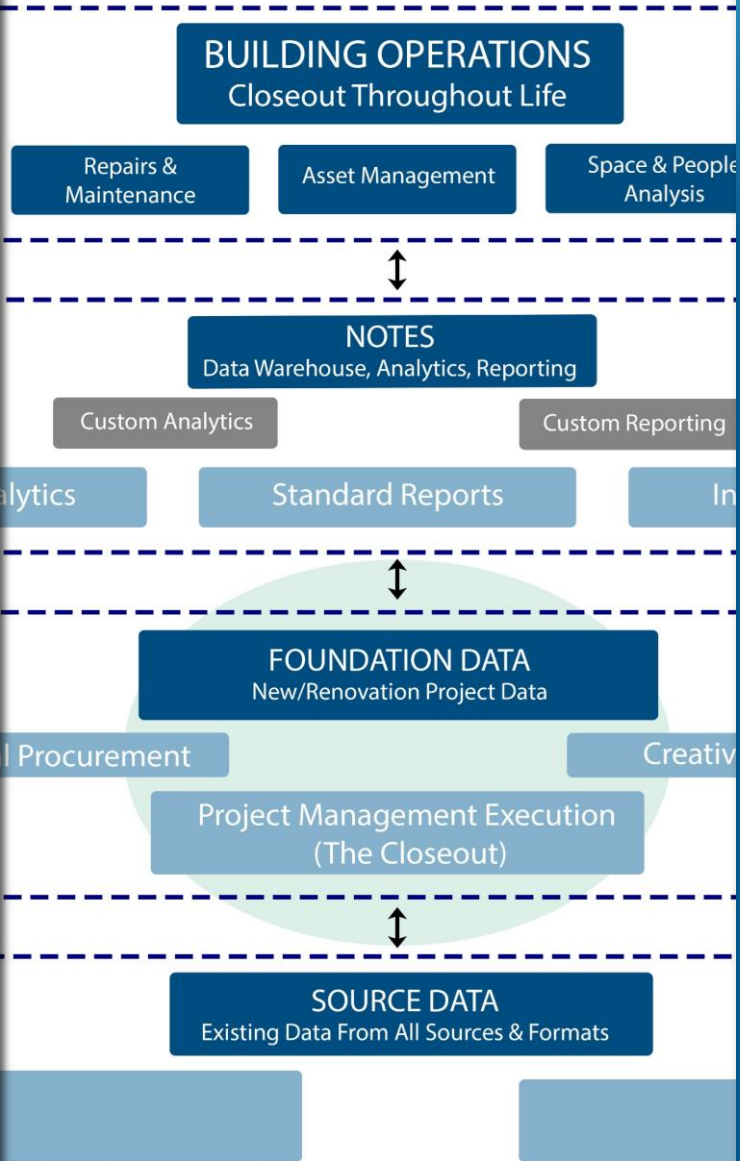 BUILDING OPERATIONS
Closeout Throughout Life
Repairs &
Maintenance
Asset Management
Space & People
Analysis
NOTES
Data Warehouse, Analytics, Reporting
Custom Analytics
Custom Reporting
alytics
Standard Reports
In
FOUNDATION DATA
New/Renovation Project Data
l Procurement
Creativ
Project Management Execution
(The Closeout)
SOURCE DATA
Existing Data From All Sources & Formats